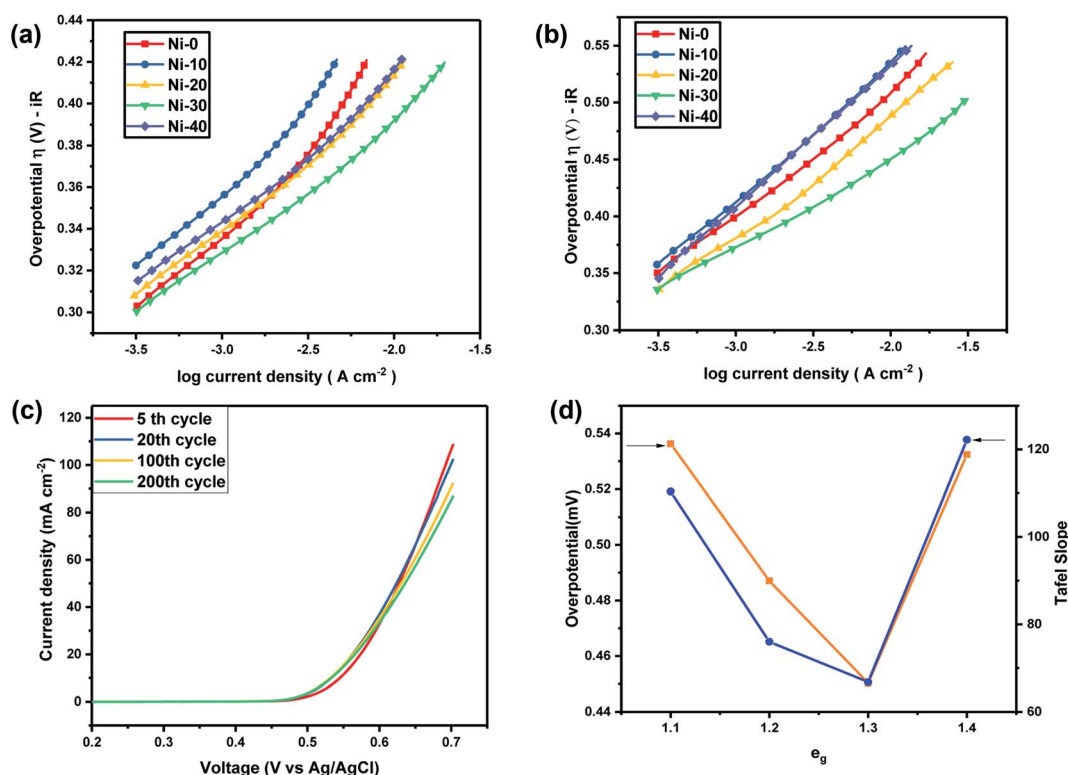 (a)
Ni-0
Ni-10
Ni-20
Ni-30
Ni-40
0.44
0.42
0.40
0.38
0.36
0.34
0.32
0.30
Overpotential η (V) - iR
-3.5
-3.0
-2.5
-2.0
-1.5
log current density ( A cm-2 )
(b)
Ni-0
Ni-10
Ni-20
Ni-30
Ni-40
0.55
0.50
0.45
0.40
0.35
0.30
Overpotential η (V) - iR
-3.5
-3.0
-2.5
-2.0
-1.5
-1.0
log current density ( A cm-2 )
(c)
5 th cycle
20th cycle
100th cycle
200th cycle
120
100
80
60
40
20
0
Current density (mA cm-2)
0.2
0.3
0.4
0.5
0.6
0.7
Voltage (V vs Ag/AgCl)
(d)
0.54
0.52
0.50
0.48
0.46
0.44
Overpotential(mV)
120
100
80
60
Tafel Slope
1.1
1.2
1.3
1.4
eg